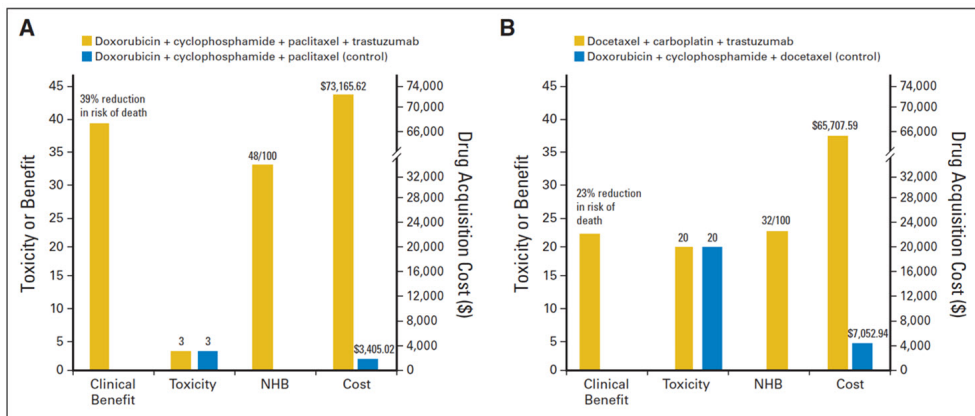 A
Doxorubicin + cyclophosphamide + paclitaxel + trastuzumab
Doxorubicin + cyclophosphamide + paclitaxel (control)
Toxicity or Benefit
45
40
35
30
25
20
15
10
5
0
39% reduction
in risk of death
3
3
48/100
$73,165.62
$3,405.02
Clinical
Benefit
Toxicity
NHB
Cost
74,000
70,000
66,000
32,000
28,000
24,000
20,000
16,000
12,000
8,000
4,000
0
Drug Acquisition Cost ($)
B
Docetaxel + carboplatin + trastuzumab
Doxorubicin + cyclophosphamide + docetaxel (control)
Toxicity or Benefit
45
40
35
30
25
20
15
10
5
0
23% reduction
in risk of
death
20
20
32/100
$65,707.59
$7,052.94
Clinical
Benefit
Toxicity
NHB
Cost
74,000
70,000
66,000
32,000
28,000
24,000
20,000
16,000
12,000
8,000
4,000
0
Drug Acquisition Cost ($)